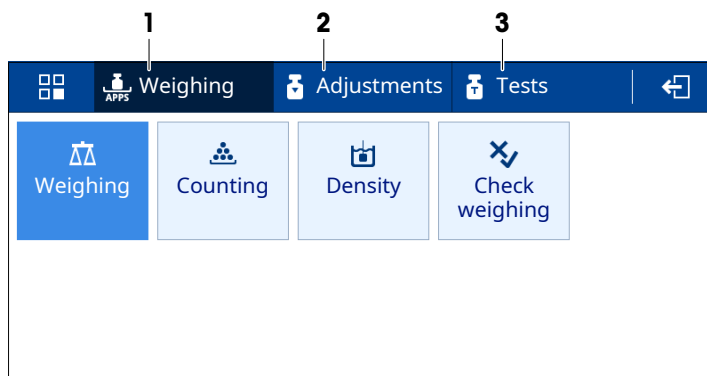 1 2 3
APPS Weighing Adjustments T Tests
Weighing Counting Density Check
weighing